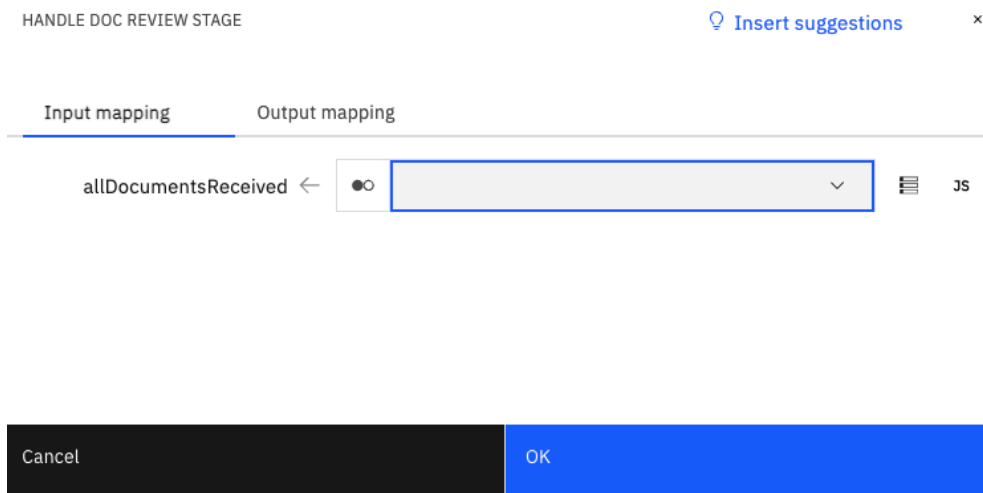 HANDLE DOC REVIEW STAGE
Insert suggestions
×
Input mapping
Output mapping
allDocumentsReceived ←
JS
Cancel
OK